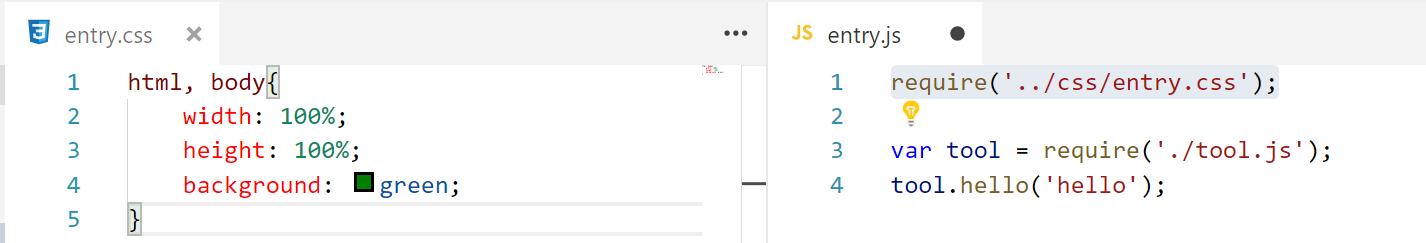 entry.css ×
1 html, body{
2 width: 100%;
3 height: 100%;
4 background: green;
5 }
JS entry.js
1 require('../css/entry.css');
2
3 var tool = require('./tool.js');
4 tool.hello('hello');